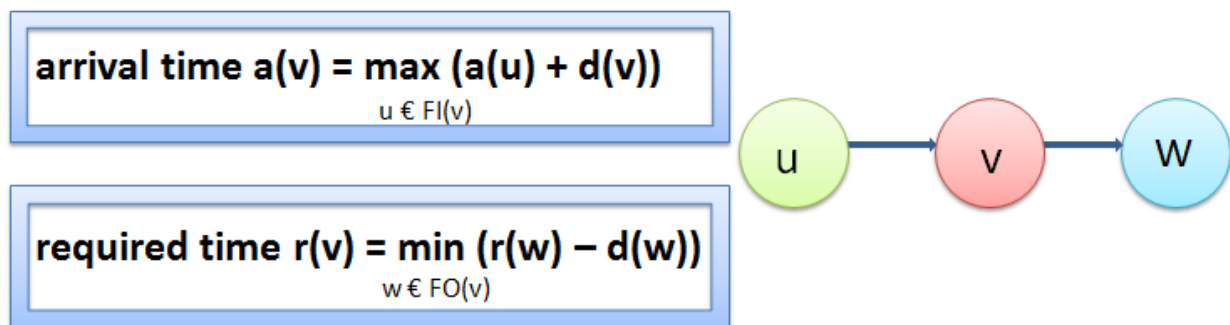 arrival time a(v) = max (a(u) + d(v))
u € FI(v)
required time r(v) = min (r(w) – d(w))
w € FO(v)
u
v
w